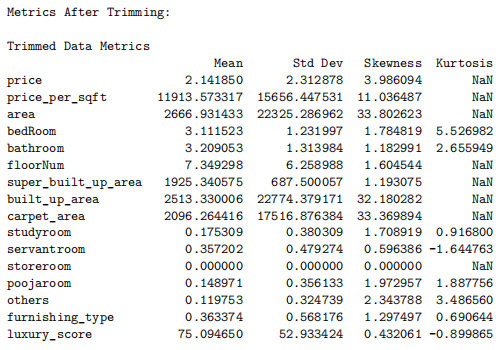 Metrics After Trimming:
Trimmed Data Metrics
Mean Std Dev Skewness Kurtosis
price 2.141850 2.312878 3.986094 NaN
price_per_sqft 11913.573317 15656.447531 11.036487 NaN
area 2666.931433 22325.286962 33.802623 NaN
bedRoom 3.111523 1.231997 1.784819 5.526982
bathroom 3.209053 1.313984 1.182991 2.655949
floorNum 7.349298 6.258988 1.604544 NaN
super_built_up_area 1925.340575 687.500057 1.193075 NaN
built_up_area 2513.330006 22774.379171 32.180282 NaN
carpet_area 2096.264416 17516.876384 33.369894 NaN
studyroom 0.175309 0.380309 1.708919 0.916800
servantroom 0.357202 0.479274 0.596386 -1.644763
storeroom 0.000000 0.000000 0.000000 NaN
poojaroom 0.148971 0.356133 1.972957 1.887756
others 0.119753 0.324739 2.343788 3.486560
furnishing_type 0.363374 0.568176 1.297497 0.690644
luxury_score 75.094650 52.933424 0.432061 -0.899865